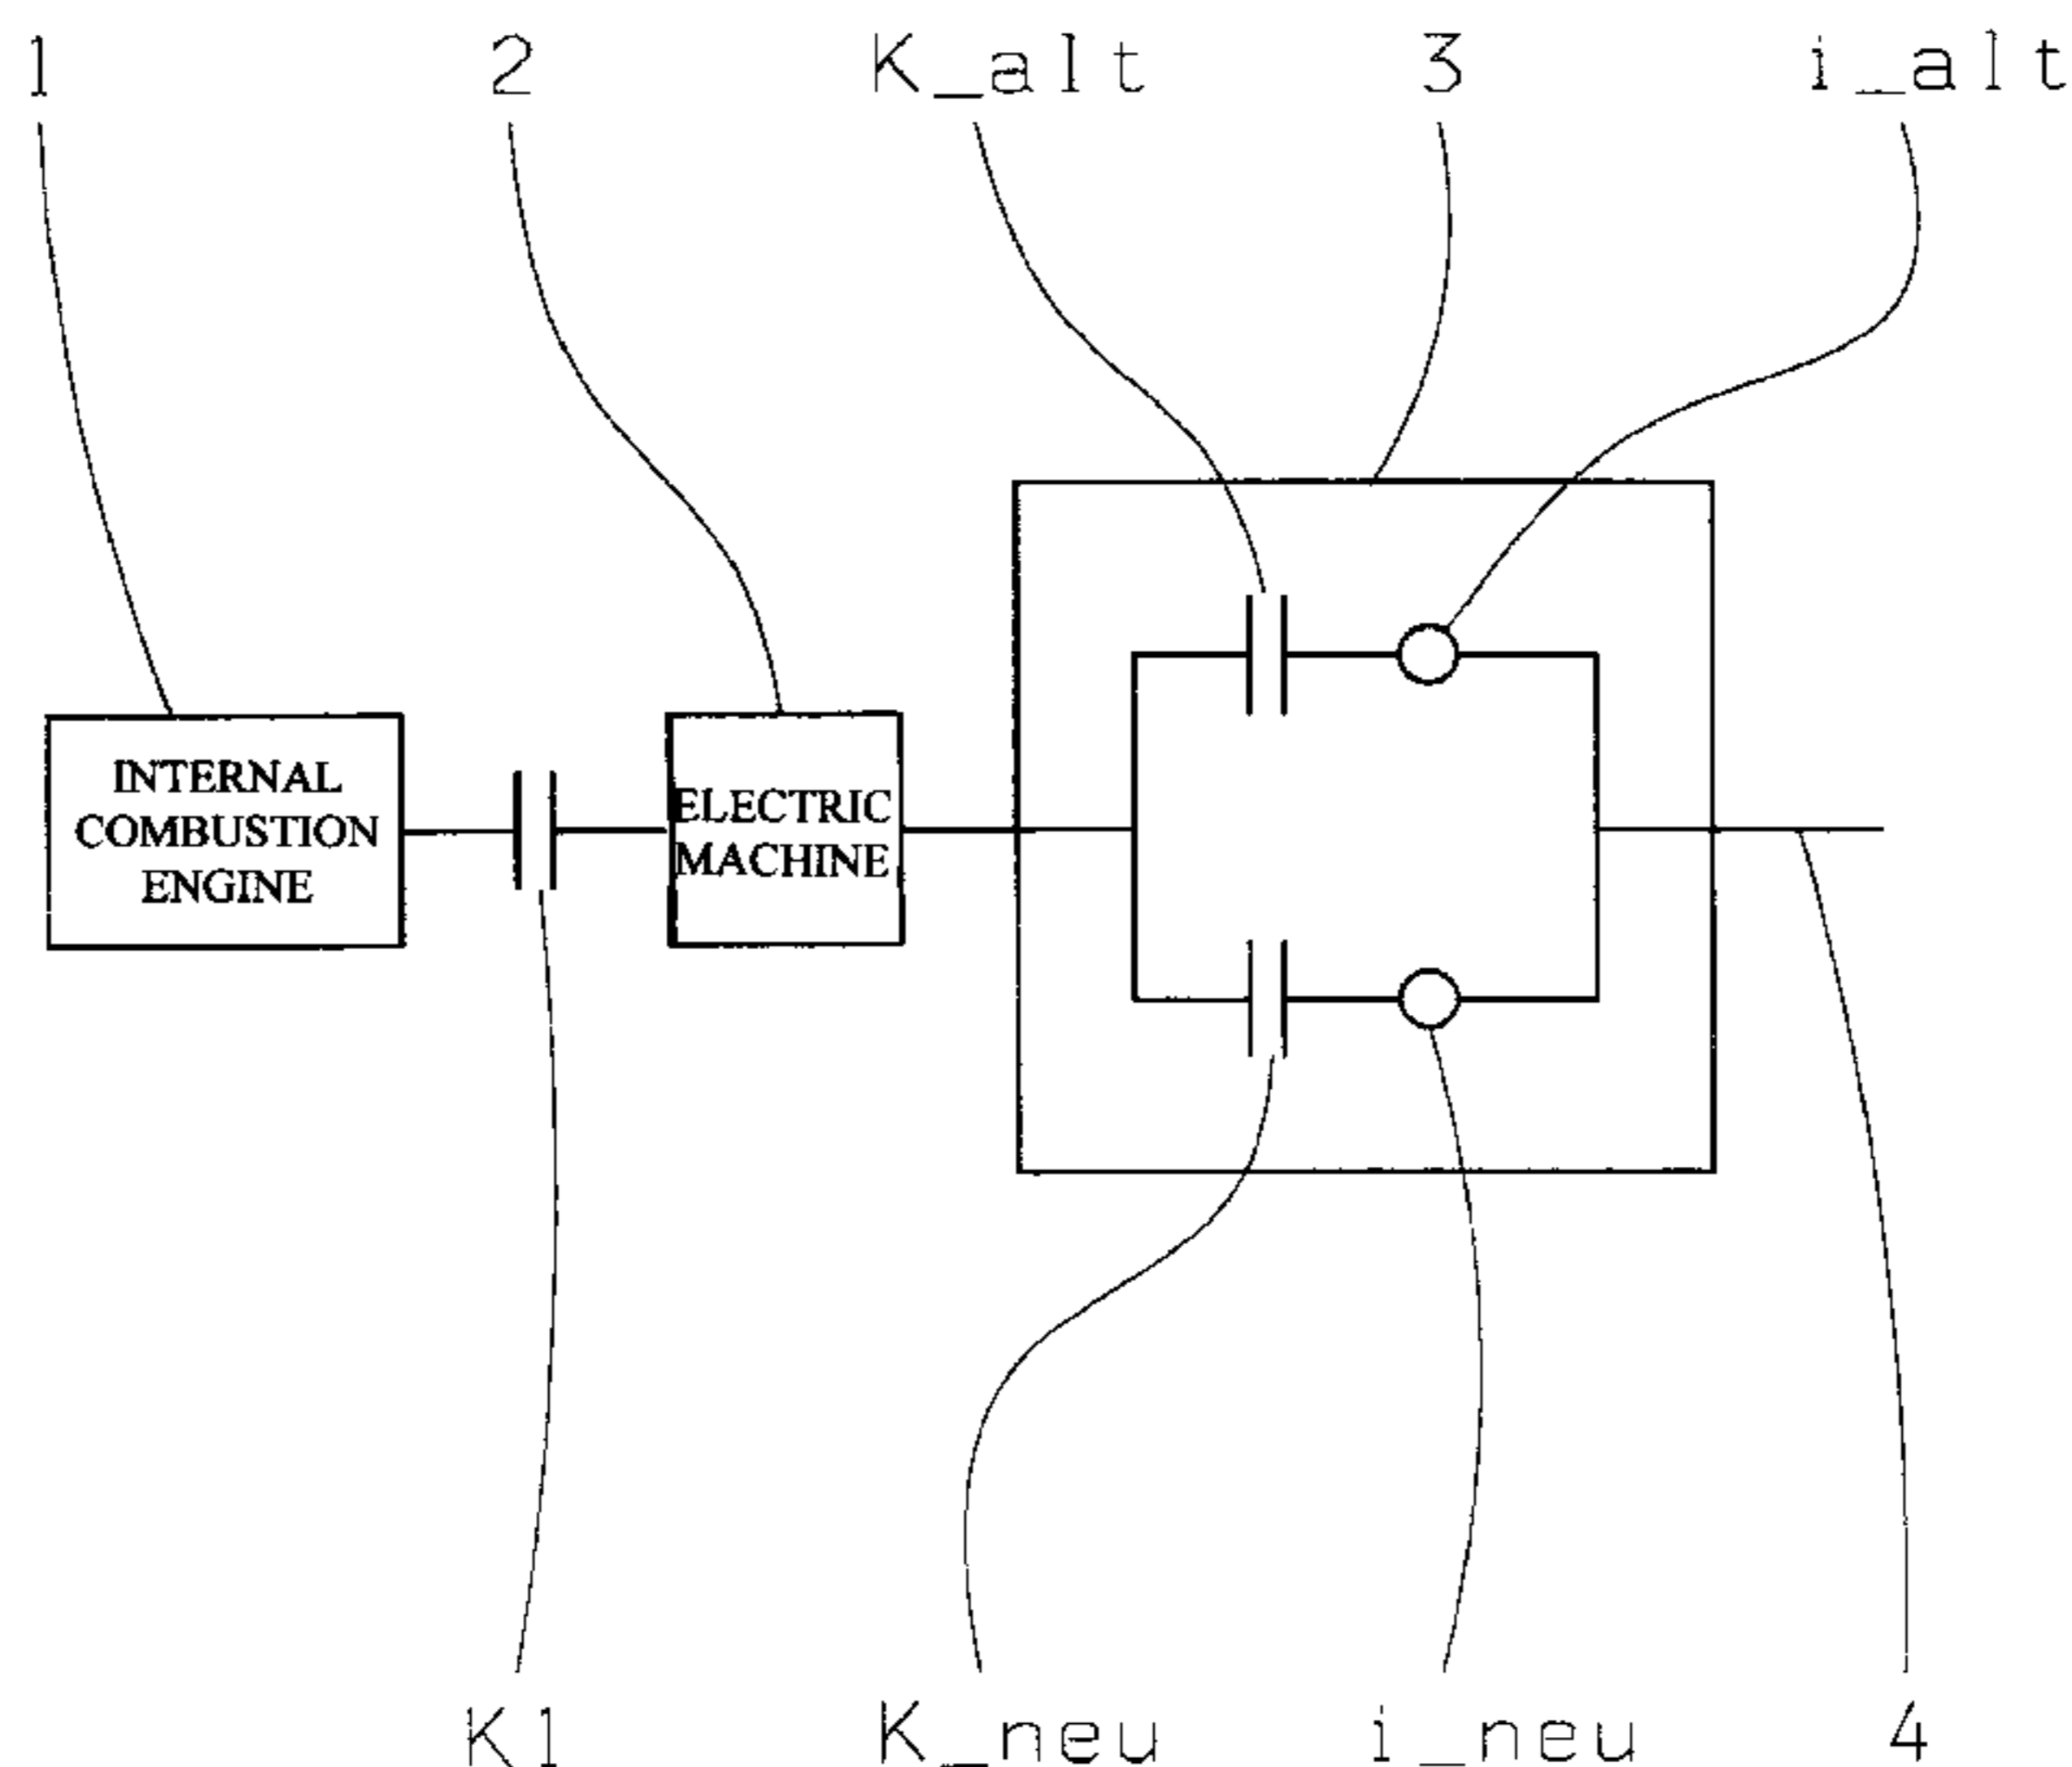 1 2 K_alt 3 i_alt
INTERNAL
COMBUSTION
ENGINE
ELECTRIC
MACHINE
K1 K_neu i_neu 4